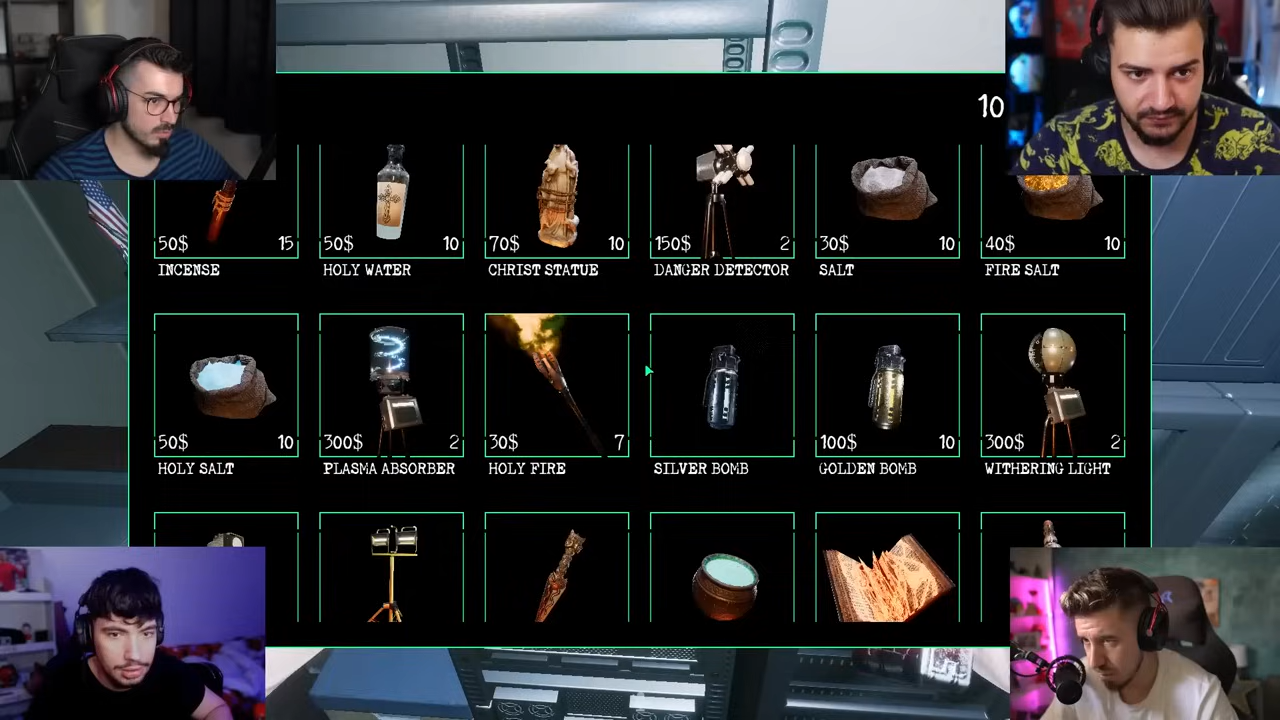 10
50$ 15 50$ 10 70$ 10 150$ 2 30$ 10 40$ 10
INCENSE HOLY WATER CHRIST STATUE DANGER DETECTOR SALT FIRE SALT
50$ 10 300$ 2 30$ 7 100$ 10 300$ 2
HOLY SALT PLASMA ABSORBER HOLY FIRE SILVER BOMB GOLDEN BOMB WITHERING LIGHT